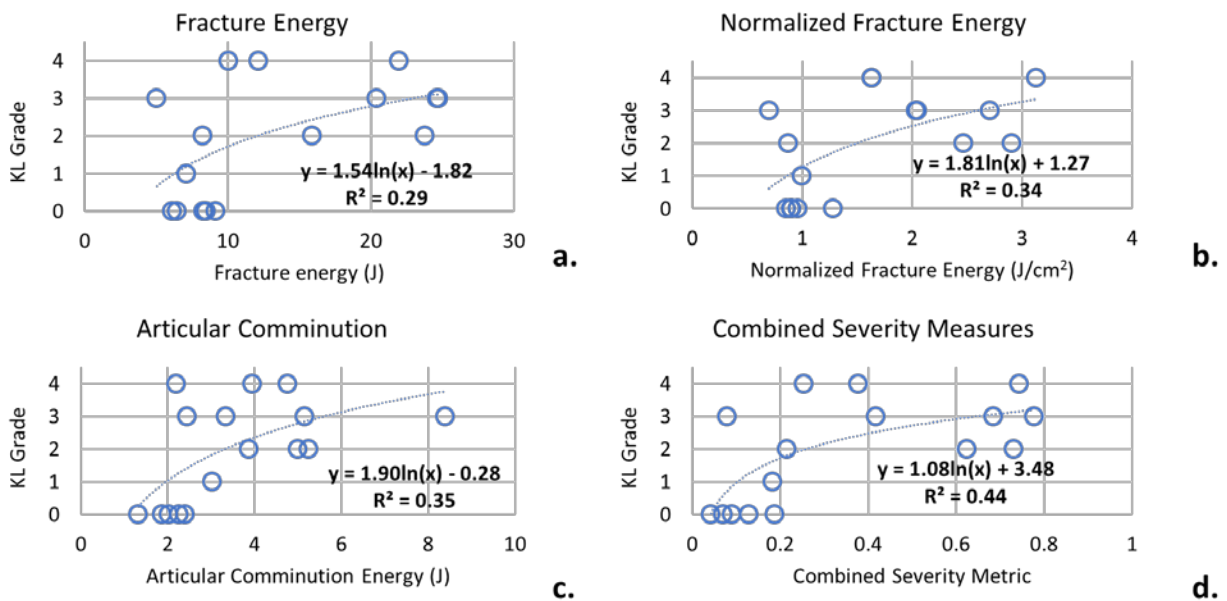 Fracture Energy
KL Grade
4
3
2
1
0
y = 1.54ln(x) - 1.82
R² = 0.29
0 10 20 30
Fracture energy (J)
a.
Normalized Fracture Energy
KL Grade
4
3
2
1
0
y = 1.81ln(x) + 1.27
R² = 0.34
0 1 2 3 4
Normalized Fracture Energy (J/cm²)
b.
Articular Comminution
KL Grade
4
3
2
1
0
y = 1.90ln(x) - 0.28
R² = 0.35
0 2 4 6 8 10
Articular Comminution Energy (J)
c.
Combined Severity Measures
KL Grade
4
3
2
1
0
y = 1.08ln(x) + 3.48
R² = 0.44
0 0.2 0.4 0.6 0.8 1
Combined Severity Metric
d.